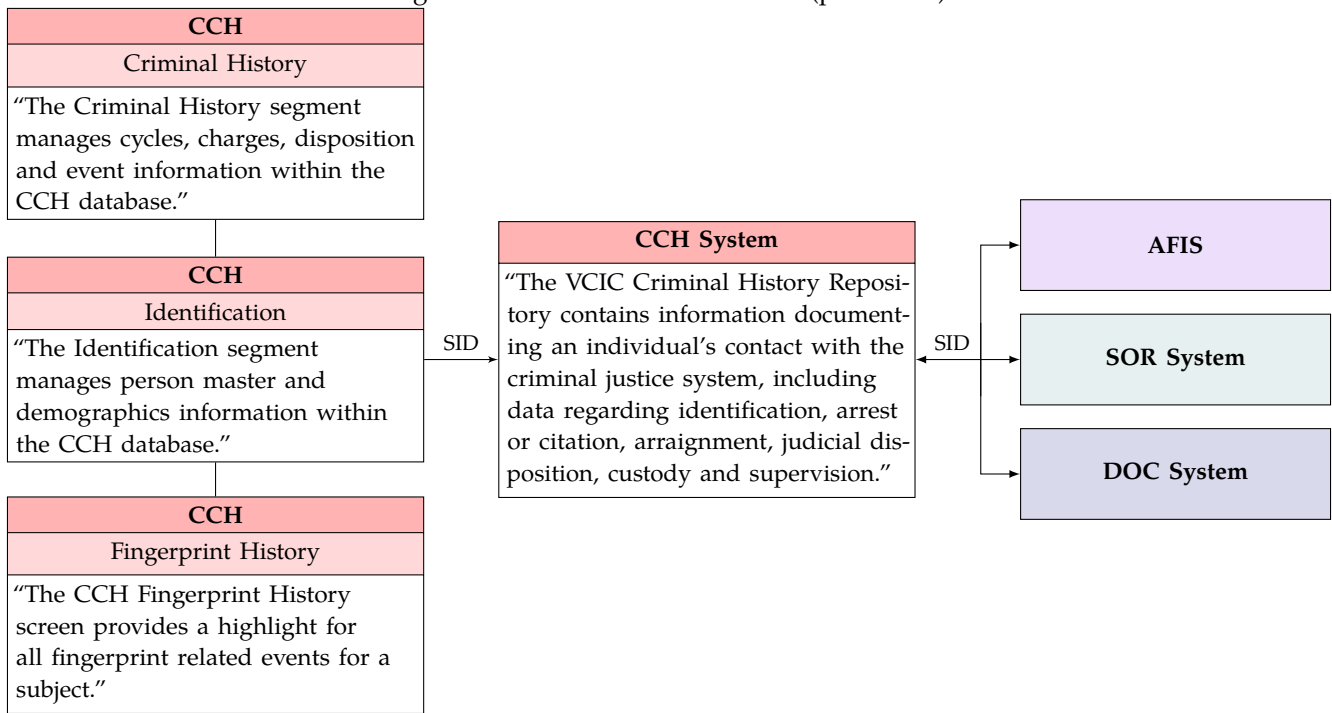 CCH
Criminal History
“The Criminal History segment
manages cycles, charges, disposition
and event information within the
CCH database.”
CCH
Identification
“The Identification segment
manages person master and
demographics information within
the CCH database.”
CCH
Fingerprint History
“The CCH Fingerprint History
screen provides a highlight for
all fingerprint related events for a
subject.”
SID
CCH System
“The VCIC Criminal History Reposi-
tory contains information document-
ing an individual’s contact with the
criminal justice system, including
data regarding identification, arrest
or citation, arraignment, judicial dis-
position, custody and supervision.”
SID
AFIS
SOR System
DOC System